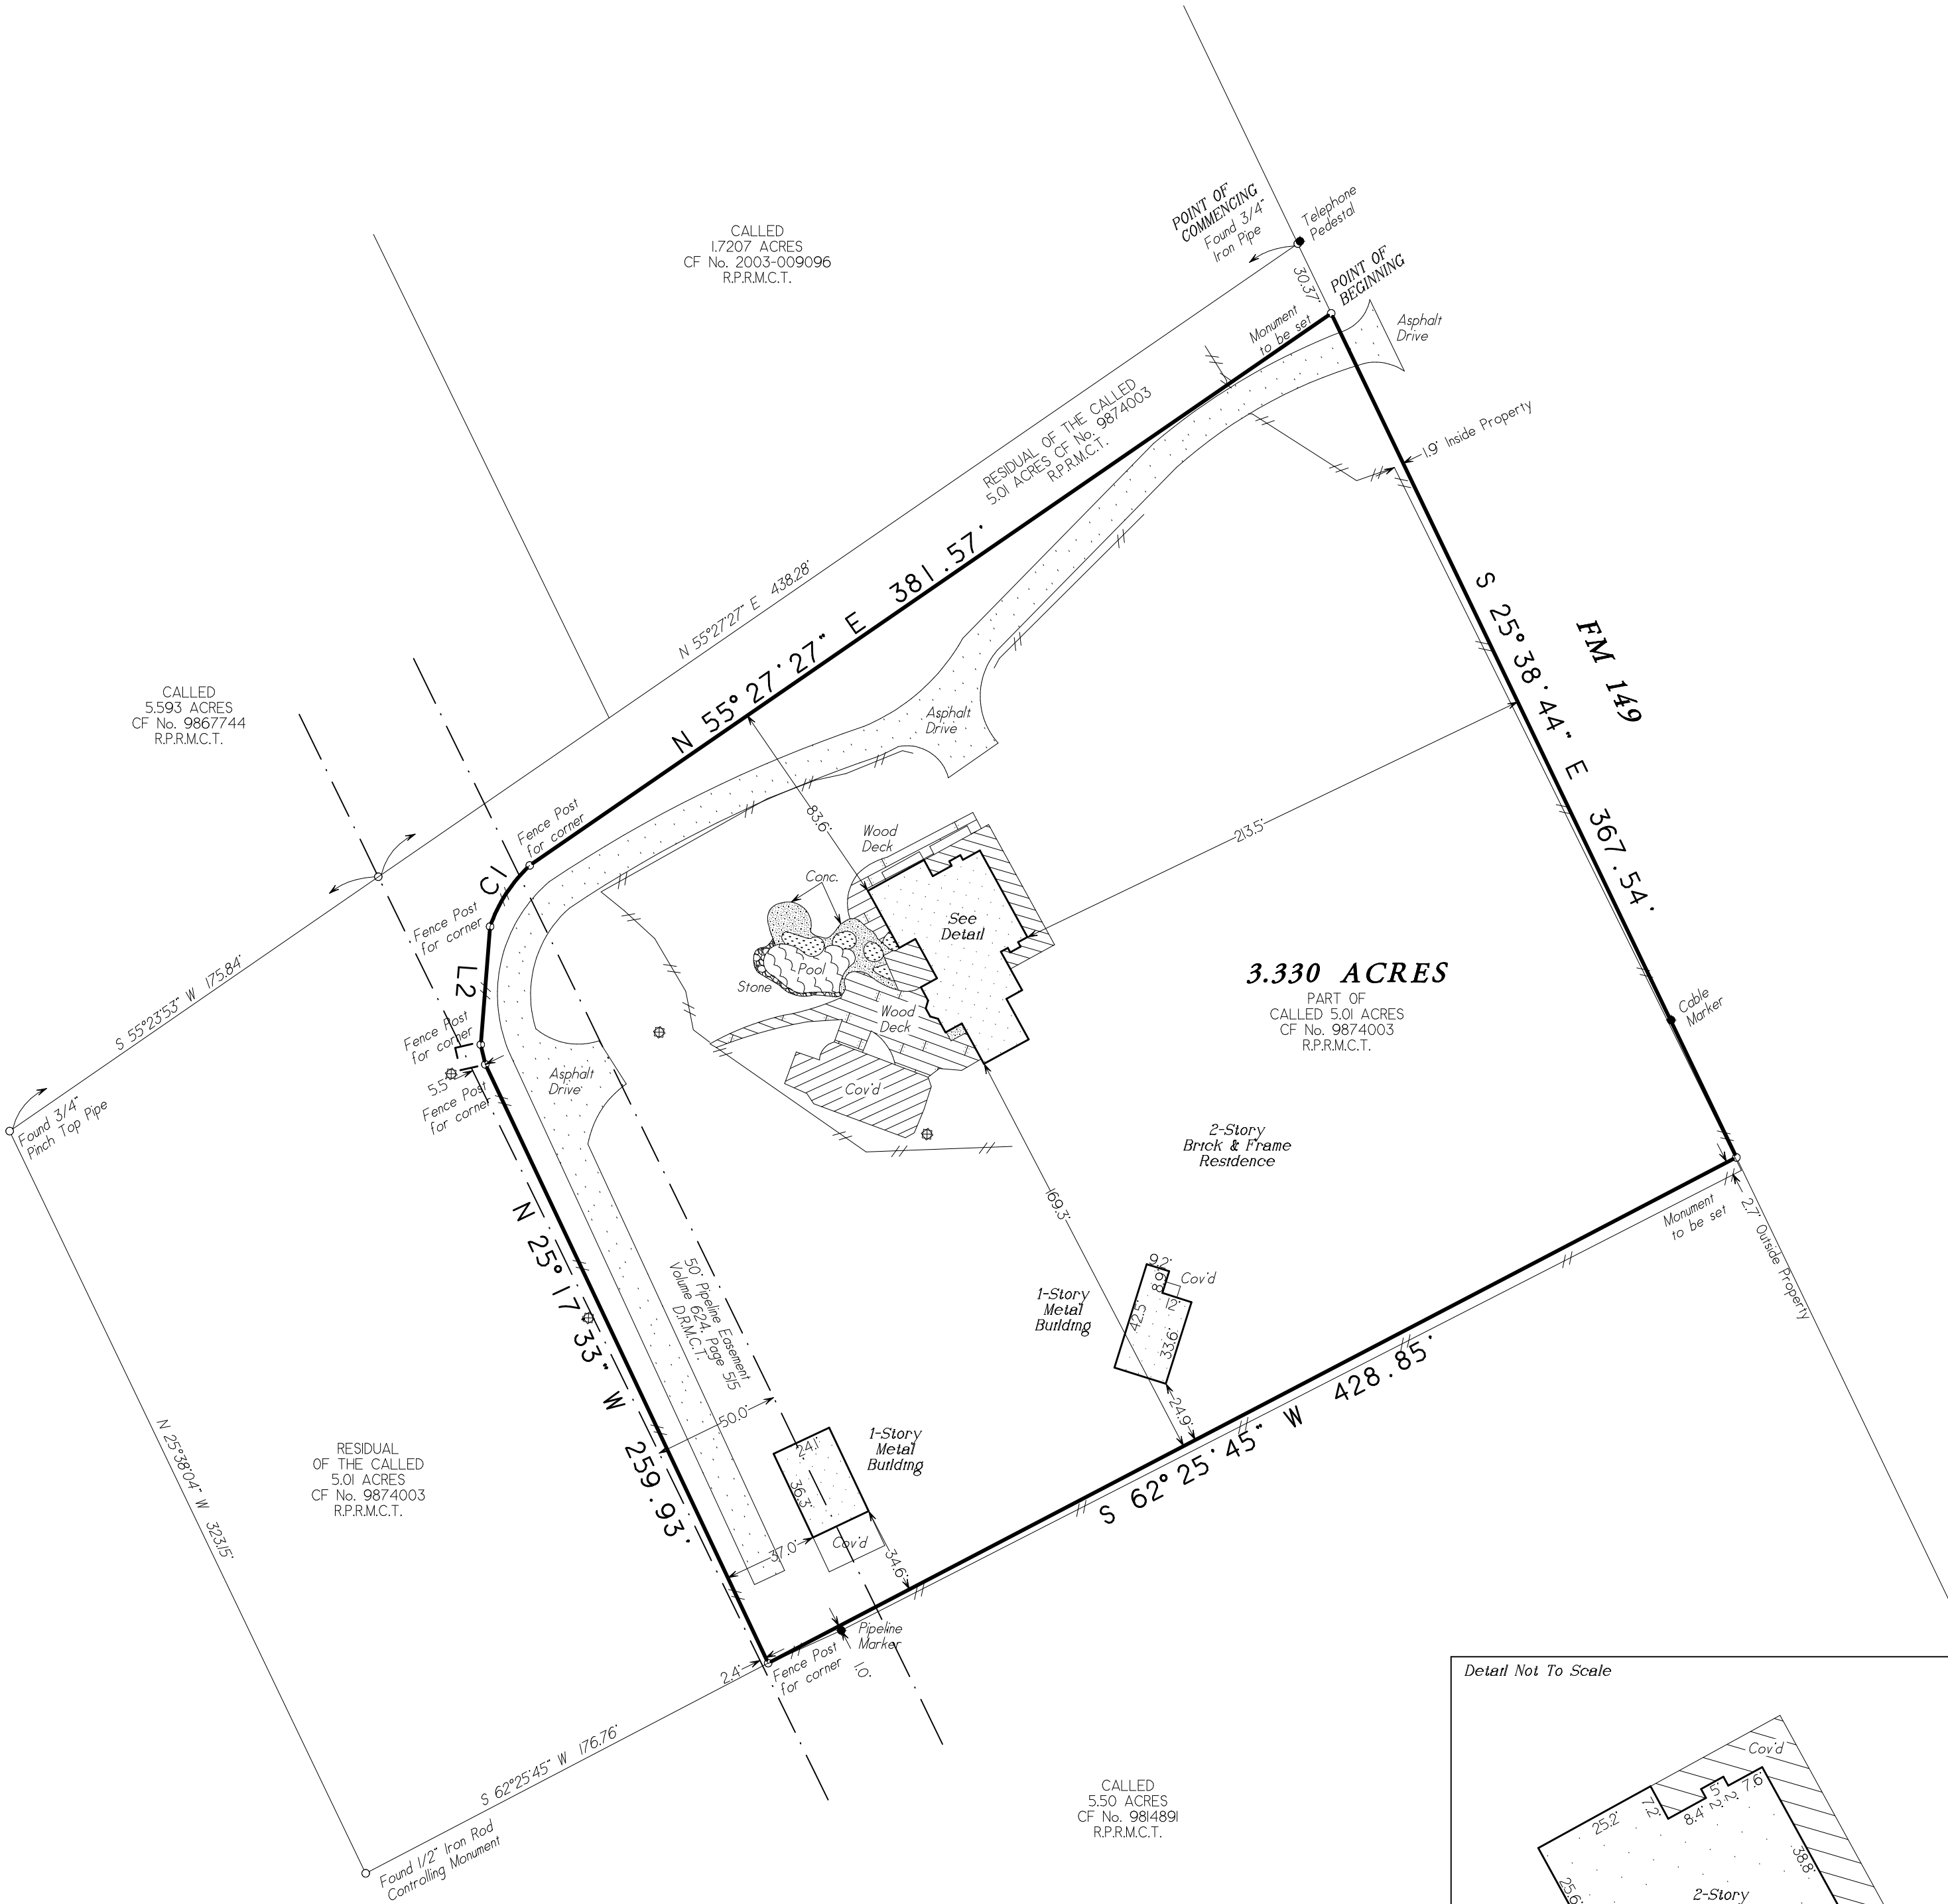 POINT OF
COMMENCING
Found 3/4"
Iron Pipe
Telephone
Pedestal
CALLED
1.7207 ACRES
CF No. 2003-009096
R.P.R.M.C.T.
30.37'
POINT OF
BEGINNING
Monument
to be set
Asphalt
Drive
RESIDUAL OF THE CALLED
5.01 ACRES CF No. 9874003
R.P.R.M.C.T.
1.9' Inside Property
N 55°27'27" E 438.28'
N 55°27'27" E 381.57'
S 25°38'44" E 367.54'
FM 149
CALLED
5.593 ACRES
CF No. 9867744
R.P.R.M.C.T.
Asphalt
Drive
83.6'
213.5'
Wood
Deck
Fence Post
for corner
C1
Conc.
See
Detail
Fence Post
for corner
L2
Pool
Stone
3.330 ACRES
PART OF
CALLED 5.01 ACRES
CF No. 9874003
R.P.R.M.C.T.
Cable
Marker
S 55°23'53" W 175.84'
Wood
Deck
Fence Post
for corner
L1
5.5'
Fence Post
for corner
Asphalt
Drive
Cov'd
Found 3/4"
Pinch Top Pipe
2-Story
Brick & Frame
Residence
169.3'
Monument
to be set
2.7' Outside Property
N 25°17'33" W 259.93'
50' Pipeline Easement
Volume 624, Page 515
D.R.M.C.T.
9.2'
8.9'
Cov'd
12'
42.5'
33.6'
1-Story
Metal
Building
24.9'
S 62°25'45" W 428.85'
50.0'
1-Story
Metal
Building
24.1'
36.3'
N 25°38'04" W 323.15'
RESIDUAL
OF THE CALLED
5.01 ACRES
CF No. 9874003
R.P.R.M.C.T.
37.0'
Cov'd
34.6'
Pipeline
Marker
2.4'
Fence Post
for corner
1.0'
Detail Not To Scale
S 62°25'45" W 176.76'
CALLED
5.50 ACRES
CF No. 9814891
R.P.R.M.C.T.
Found 1/2" Iron Rod
Controlling Monument
Cov'd
25.2'
7.2'
8.4'
2'
5'
2'
7.6'
38.8'
25.6'
2-Story